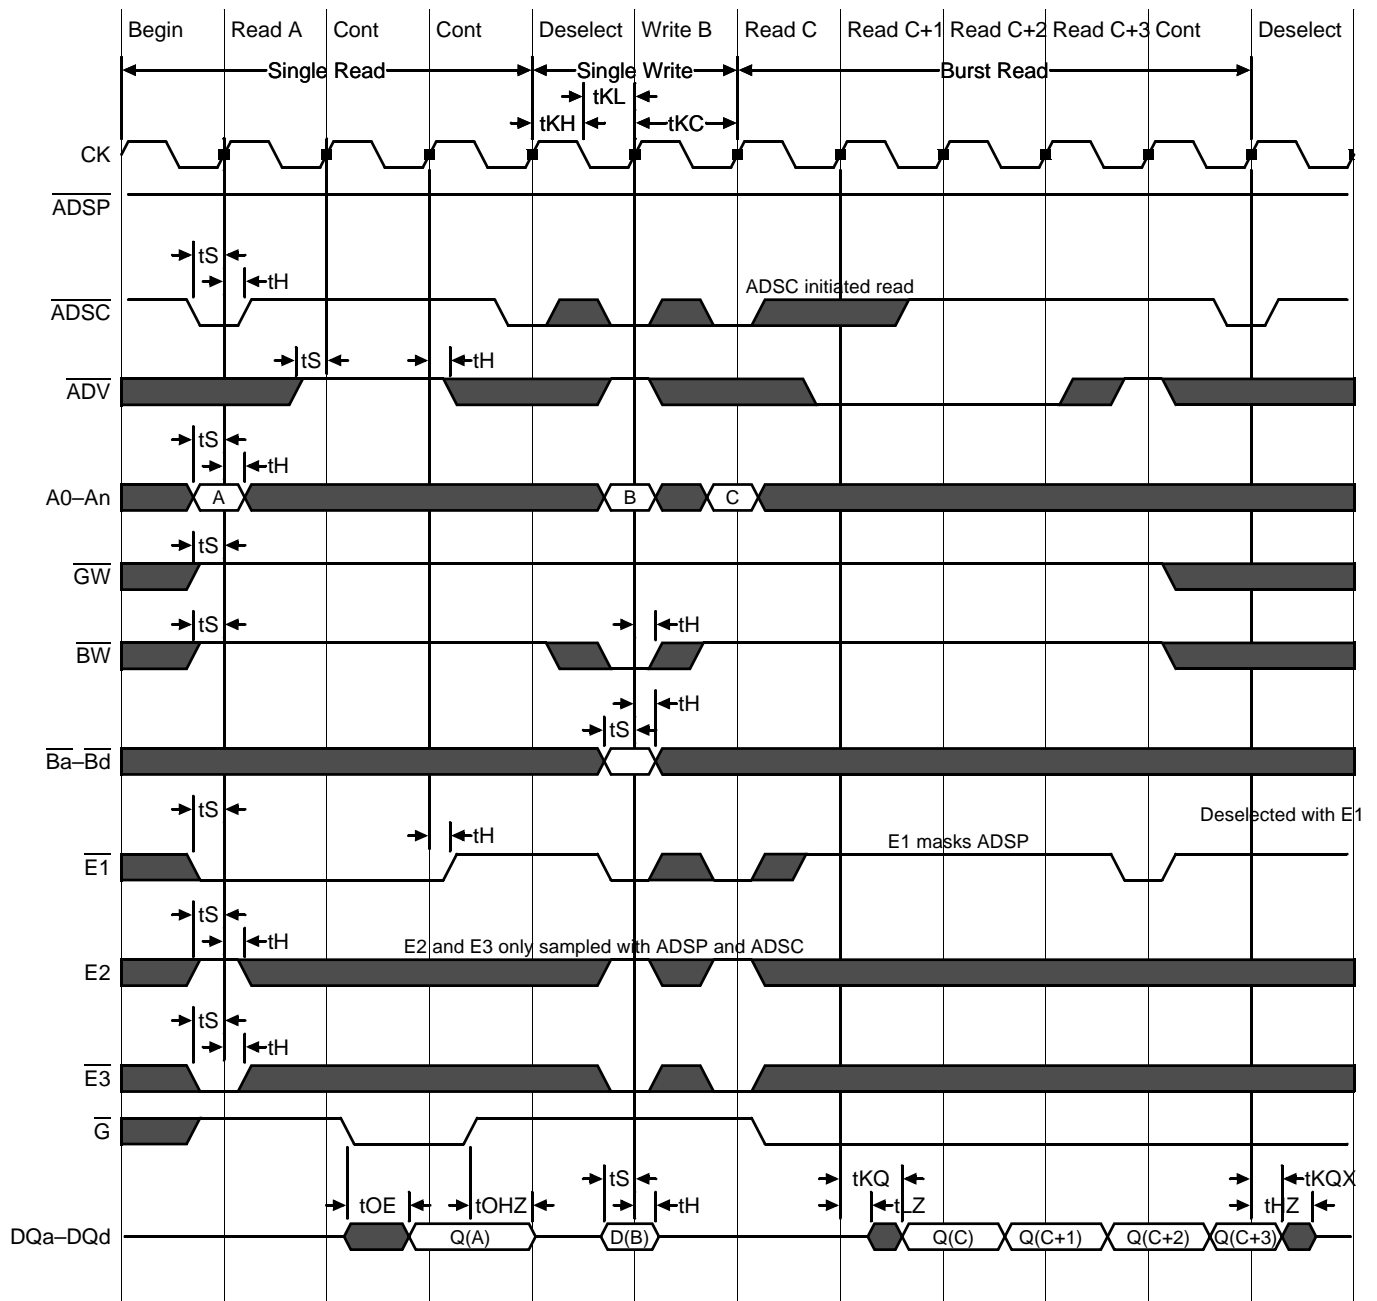 Begin Read A Cont Cont Deselect Write B Read C Read C+1 Read C+2 Read C+3 Cont Deselect
Single Read Single Write Burst Read
tKL
tKH tKC
CK
ADSP
tS
tH
ADSC initiated read
ADSC
tS tH
ADV
tS
tH
A0–An A B C
tS
GW
tS tH
BW
tH
tS
Ba–Bd
tS
Deselected with E1
tH
E1 masks ADSP
E1
tS
tH
E2 and E3 only sampled with ADSP and ADSC
E2
tS
tH
E3
G
tS tKQ tKQX
tOE tOHZ tH tLZ tHZ
DQa–DQd Q(A) D(B) Q(C) Q(C+1) Q(C+2) Q(C+3)